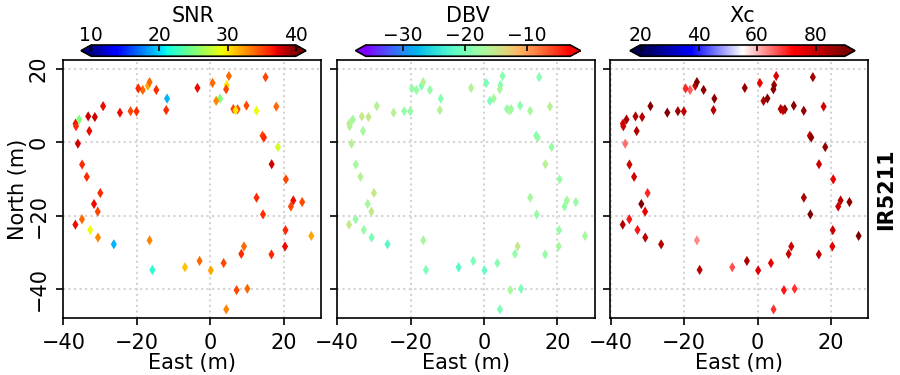 SNR DBV Xc
10 20 30 40 −30 −20 −10 20 40 60 80
20
0
−20
−40
North (m)
−40 −20 0 20 −40 −20 0 20 −40 −20 0 20
East (m) East (m) East (m)
IR5211